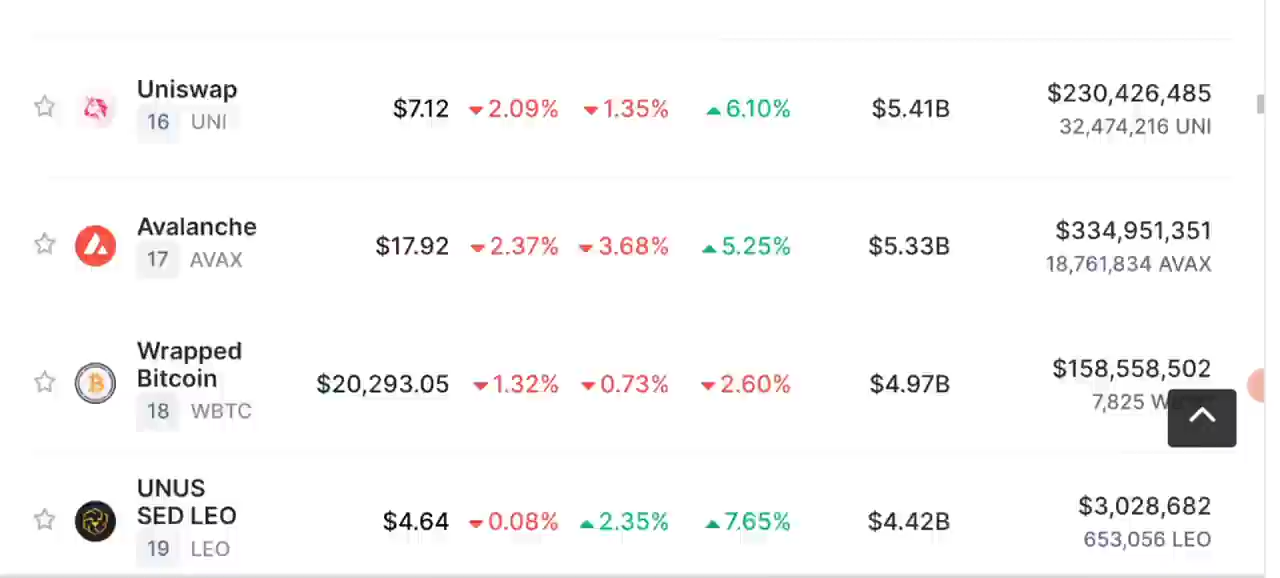 Uniswap
16 UNI
$7.12 2.09% 1.35% 6.10% $5.41B
$230,426,485
32,474,216 UNI
Avalanche
17 AVAX
$17.92 2.37% 3.68% 5.25% $5.33B
$334,951,351
18,761,834 AVAX
Wrapped
Bitcoin
18 WBTC
$20,293.05 1.32% 0.73% 2.60% $4.97B
$158,558,502
7,825
UNUS
SED LEO
19 LEO
$4.64 0.08% 2.35% 7.65% $4.42B
$3,028,682
653,056 LEO